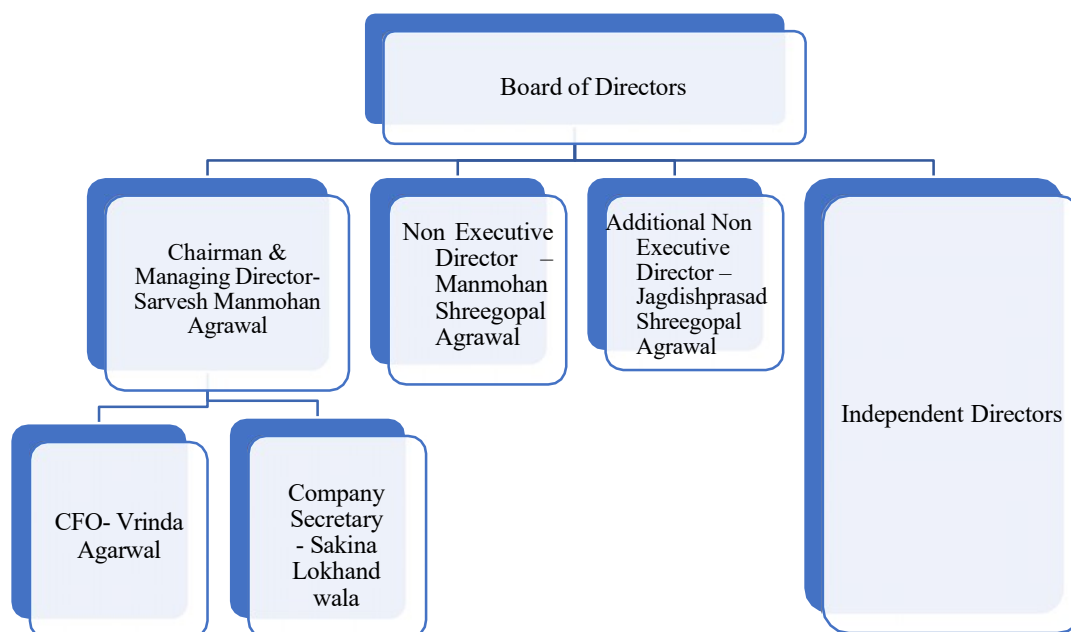 Board of Directors
Chairman &
Managing Director-
Sarvesh Manmohan
Agrawal
Non Executive
Director –
Manmohan
Shreegopal
Agrawal
Additional Non
Executive
Director –
Jagdishprasad
Shreegopal
Agrawal
Independent Directors
CFO- Vrinda
Agarwal
Company
Secretary
- Sakina
Lokhand
wala